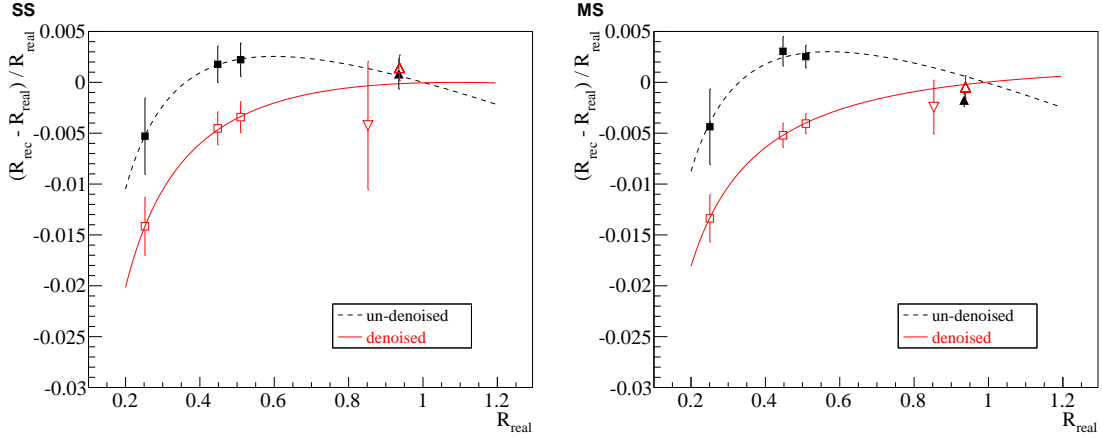 SS
(R_rec - R_real) / R_real
0.005
0
-0.005
-0.01
-0.015
-0.02
-0.025
-0.03
un-denoised
denoised
0.2 0.4 0.6 0.8 1 1.2
R_real
MS
(R_rec - R_real) / R_real
0.005
0
-0.005
-0.01
-0.015
-0.02
-0.025
-0.03
un-denoised
denoised
0.2 0.4 0.6 0.8 1 1.2
R_real